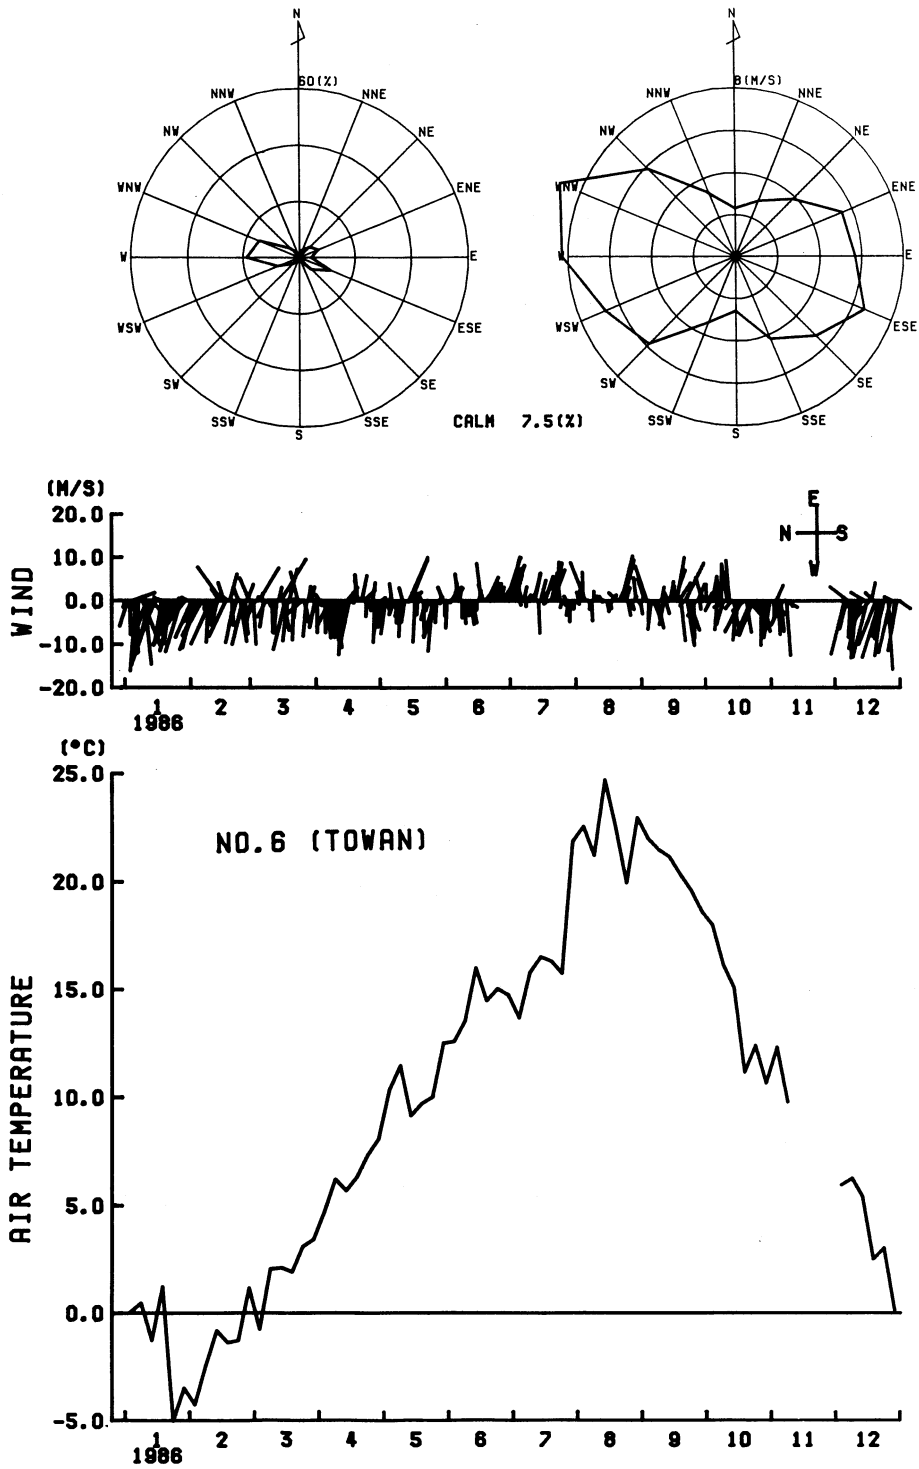 N
60(%)
NNW NNE
NW NE
WNW ENE
W E
WSW ESE
SW SE
SSW SSE
S
N
8(M/S)
NNW NNE
NW NE
WNW ENE
W E
WSW ESE
SW SE
SSW SSE
S
CALM 7.5(%)
(M/S)
20.0
10.0
0.0
-10.0
-20.0
WIND
E
N S
W
1 2 3 4 5 6 7 8 9 10 11 12
1986
(°C)
25.0
20.0
15.0
10.0
5.0
0.0
-5.0
AIR TEMPERATURE
NO.6 (TOWAN)
1 2 3 4 5 6 7 8 9 10 11 12
1986